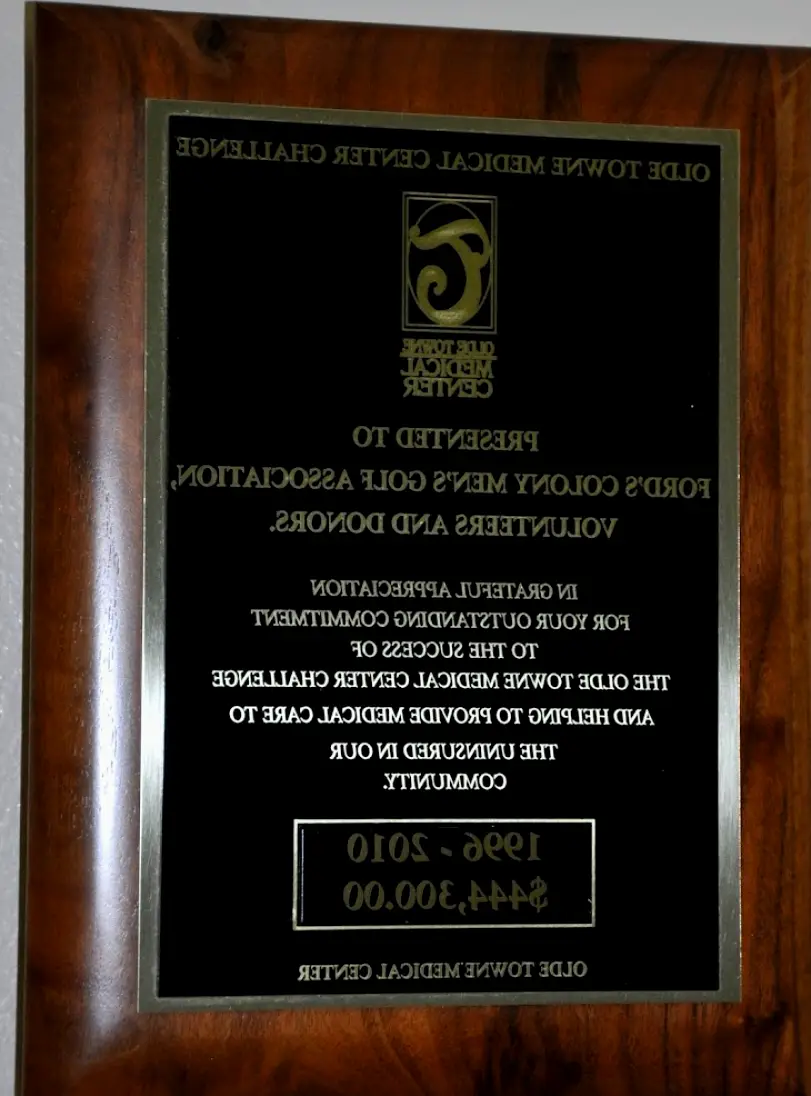 OLDE TOWNE MEDICAL CENTER CHALLENGE
OLDE TOWNE
MEDICAL
CENTER
PRESENTED TO
FORD'S COLONY MEN'S GOLF ASSOCIATION,
VOLUNTEERS AND DONORS.
IN GRATEFUL APPRECIATION
FOR YOUR OUTSTANDING COMMITMENT
TO THE SUCCESS OF
THE OLDE TOWNE MEDICAL CENTER CHALLENGE
AND HELPING TO PROVIDE MEDICAL CARE TO
THE UNINSURED IN OUR
COMMUNITY.
1996 - 2010
$444,300.00
OLDE TOWNE MEDICAL CENTER